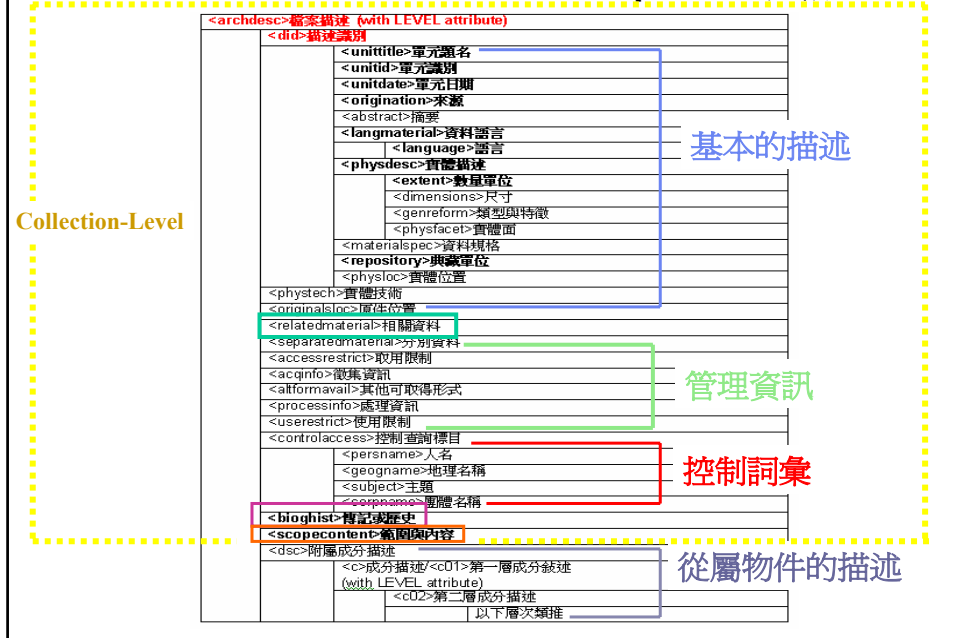 <archdesc>檔案描述 (with LEVEL attribute)
<did>描述識別
<unittitle>單元題名
<unitid>單元識別
<unitdate>單元日期
<origination>來源
<abstract>摘要
<langmaterial>資料語言
<language>語言
<physdesc>實體描述
<extent>數量單位
<dimensions>尺寸
<genreform>類型與特徵
<physfacet>實體面
<materialspec>資料規格
<repository>典藏單位
<physloc>實體位置
<phystech>實體技術
<originalsloc>原件位置
<relatedmaterial>相關資料
<separatedmaterial>分別資料
<accessrestrict>取用限制
<acqinfo>徵集資訊
<altformavail>其他可取得形式
<processinfo>處理資訊
<userestrict>使用限制
<controlaccess>控制查詢標目
<persname>人名
<geogname>地理名稱
<subject>主題
<corpname>團體名稱
<bioghist>傳記或歷史
<scopecontent>範圍與內容
<dsc>附屬成分描述
<c>成分描述/<c01>第一層成分敍述
(with LEVEL attribute)
<c02>第二層成分描述
以下層次類推
Collection-Level
基本的描述
管理資訊
控制詞彙
從屬物件的描述